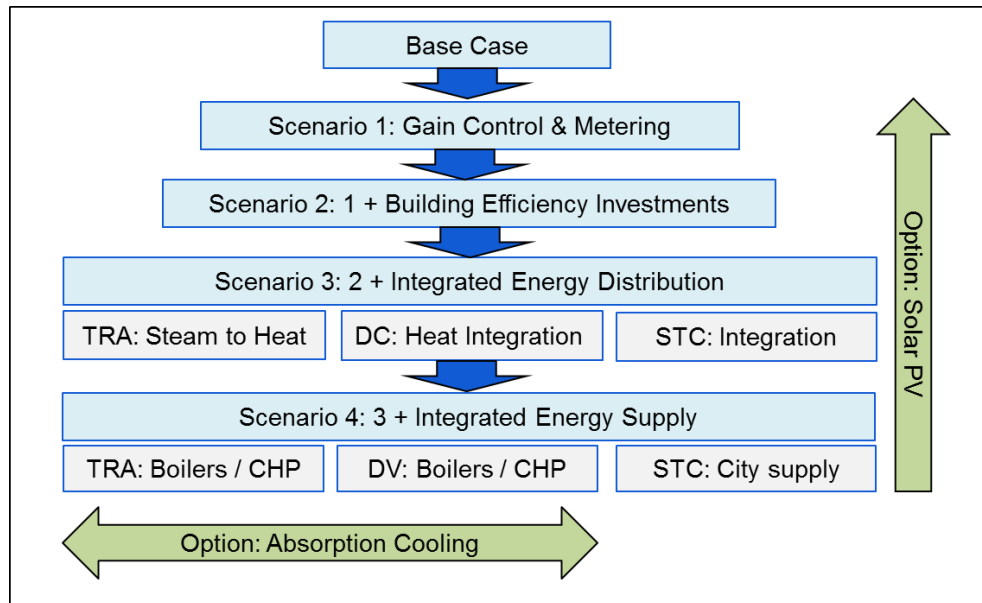 Base Case
Scenario 1: Gain Control & Metering
Scenario 2: 1 + Building Efficiency Investments
Scenario 3: 2 + Integrated Energy Distribution
TRA: Steam to Heat
DC: Heat Integration
STC: Integration
Scenario 4: 3 + Integrated Energy Supply
TRA: Boilers / CHP
DV: Boilers / CHP
STC: City supply
Option: Absorption Cooling
Option: Solar PV